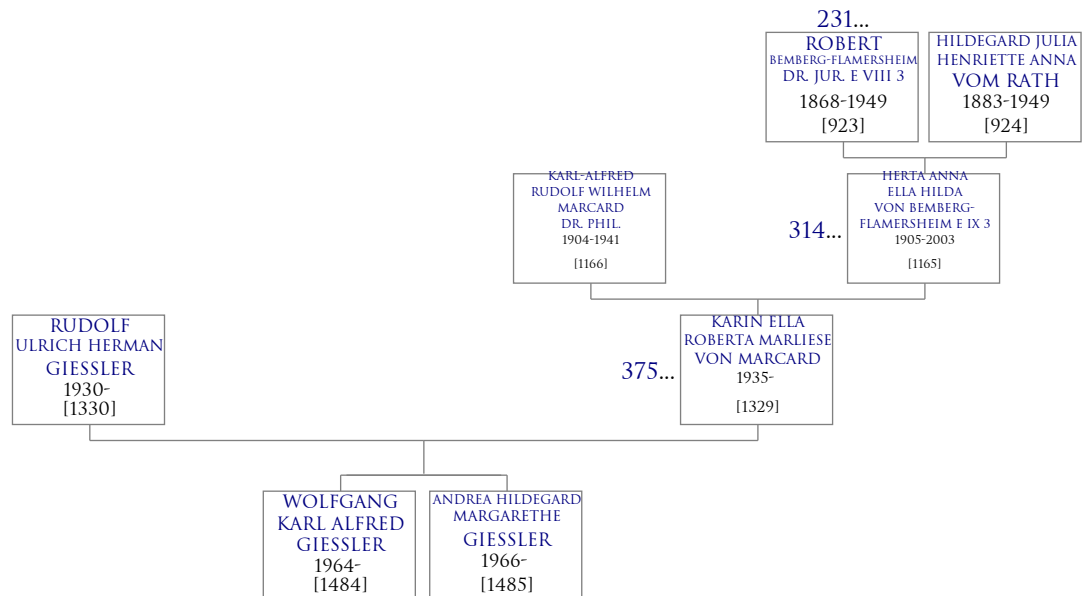 231...
ROBERT
BEMBERG-FLAMERSHEIM
DR. JUR. E VIII 3
1868-1949
[923]
HILDEGARD JULIA
HENRIETTE ANNA
VOM RATH
1883-1949
[924]
KARL-ALFRED
RUDOLF WILHELM
MARCARD
DR. PHIL.
1904-1941
[1166]
314...
HERTA ANNA
ELLA HILDA
VON BEMBERG-
FLAMERSHEIM E IX 3
1905-2003
[1165]
RUDOLF
ULRICH HERMAN
GIESSLER
1930-
[1330]
375...
KARIN ELLA
ROBERTA MARLIESE
VON MARCARD
1935-
[1329]
WOLFGANG
KARL ALFRED
GIESSLER
1964-
[1484]
ANDREA HILDEGARD
MARGARETHE
GIESSLER
1966-
[1485]